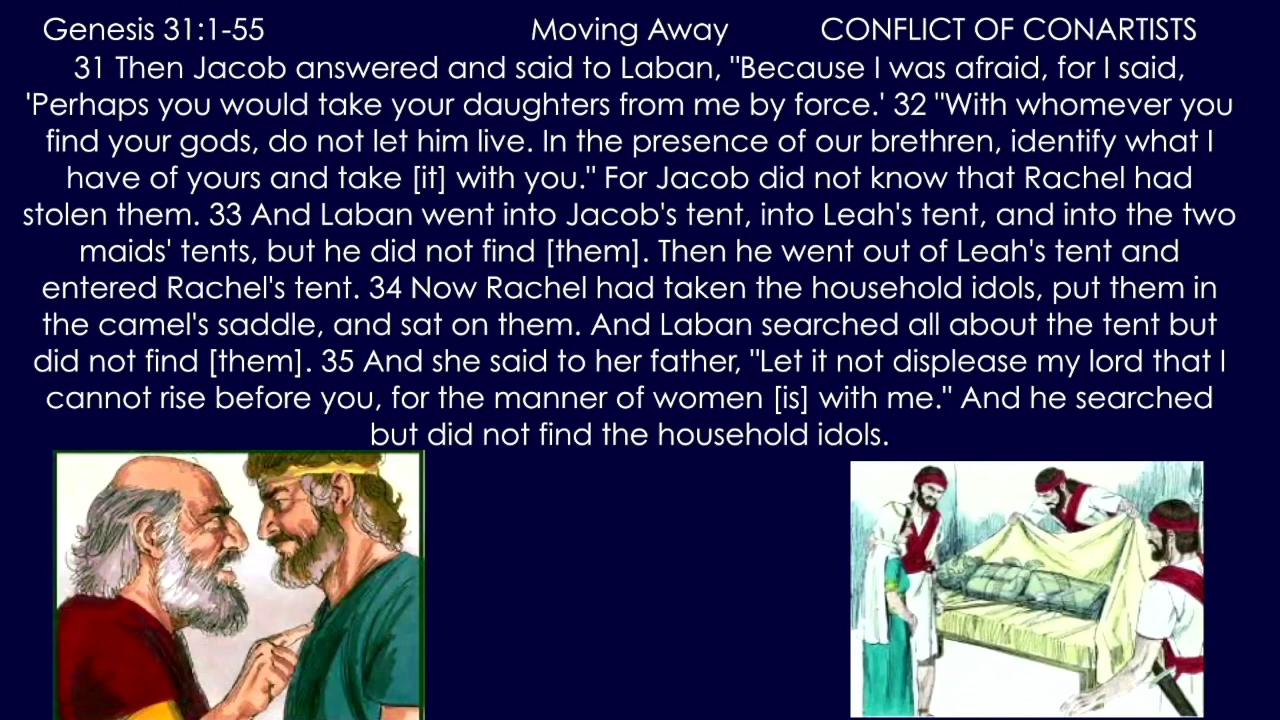 Genesis 31:1-55 Moving Away CONFLICT OF CONARTISTS
31 Then Jacob answered and said to Laban, "Because I was afraid, for I said,
'Perhaps you would take your daughters from me by force.' 32 "With whomever you
find your gods, do not let him live. In the presence of our brethren, identify what I
have of yours and take [it] with you." For Jacob did not know that Rachel had
stolen them. 33 And Laban went into Jacob's tent, into Leah's tent, and into the two
maids' tents, but he did not find [them]. Then he went out of Leah's tent and
entered Rachel's tent. 34 Now Rachel had taken the household idols, put them in
the camel's saddle, and sat on them. And Laban searched all about the tent but
did not find [them]. 35 And she said to her father, "Let it not displease my lord that I
cannot rise before you, for the manner of women [is] with me." And he searched
but did not find the household idols.